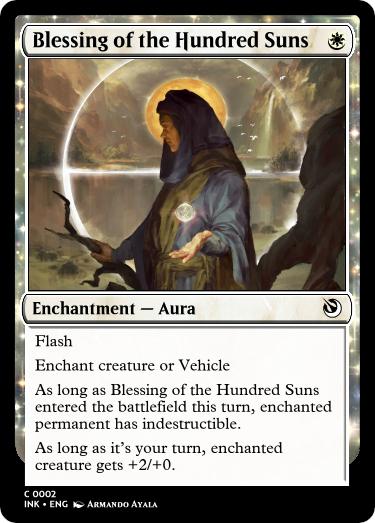 Blessing of the Hundred Suns
Enchantment — Aura
Flash
Enchant creature or Vehicle
As long as Blessing of the Hundred Suns
entered the battlefield this turn, enchanted
permanent has indestructible.
As long as it's your turn, enchanted
creature gets +2/+0.
C 0002
INK • ENG Armando Ayala